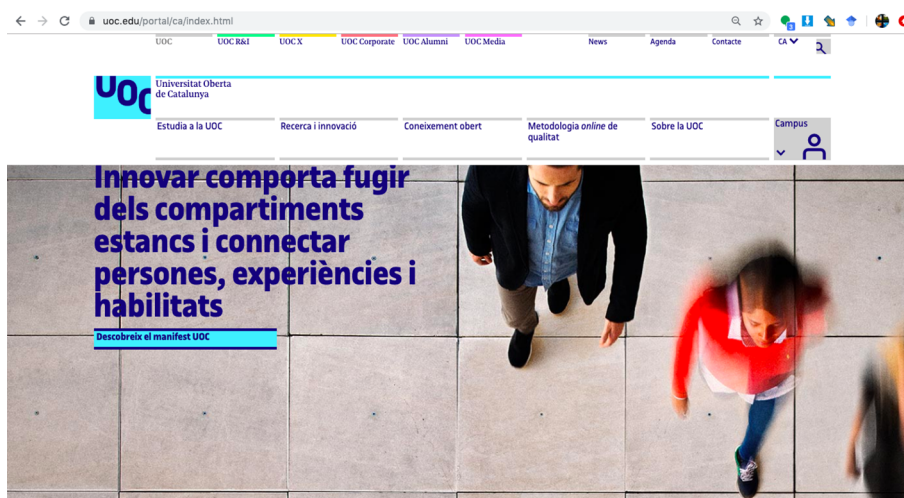 uoc.edu/portal/ca/index.html
UOC UOC R&I UOC X UOC Corporate UOC Alumni UOC Media News Agenda Contacte CA
UOC
Universitat Oberta
de Catalunya
Estudia a la UOC Recerca i innovació Coneixement obert Metodologia online de Sobre la UOC Campus
qualitat
Innovar comporta fugir
dels compartiments
estancs i connectar
persones, experiències i
habilitats
Descobreix el manifest UOC